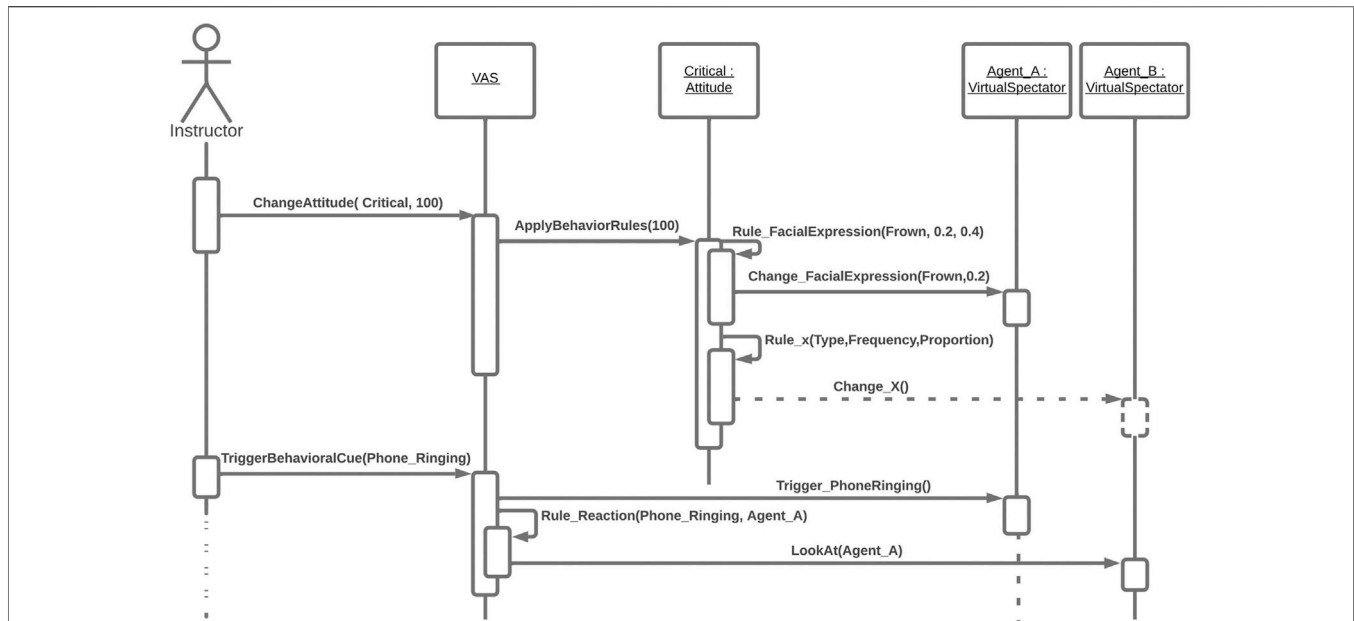 Instructor
VAS
Critical :
Attitude
Agent_A :
VirtualSpectator
Agent_B :
VirtualSpectator
ChangeAttitude( Critical, 100)
ApplyBehaviorRules(100)
Rule_FacialExpression(Frown, 0.2, 0.4)
Change_FacialExpression(Frown,0.2)
Rule_x(Type,Frequency,Proportion)
Change_X()
TriggerBehavioralCue(Phone_Ringing)
Trigger_PhoneRinging()
Rule_Reaction(Phone_Ringing, Agent_A)
LookAt(Agent_A)